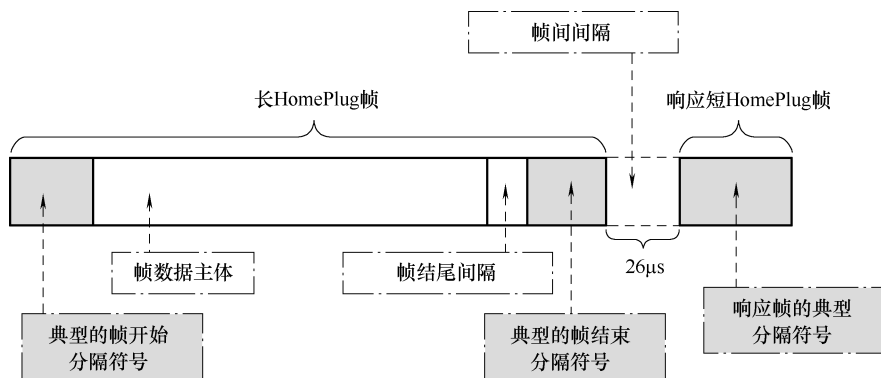 帧间间隔
长HomePlug帧
响应短HomePlug帧
帧数据主体
帧结尾间隔
26μs
典型的帧开始
分隔符号
典型的帧结束
分隔符号
响应帧的典型
分隔符号